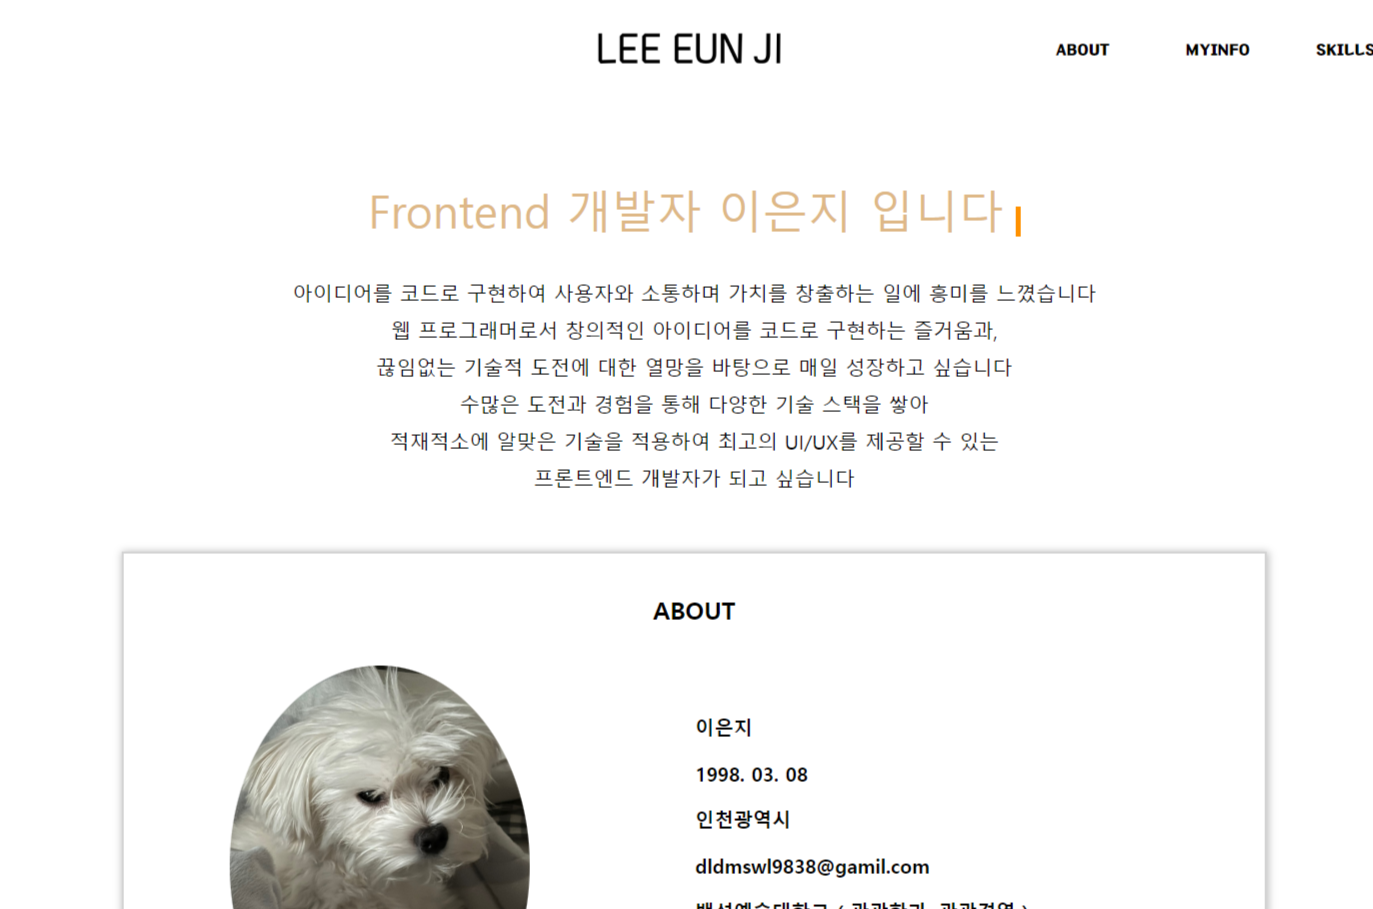 LEE EUN JI
ABOUT MYINFO SKILLS
Frontend 개발자 이은지 입니다
아이디어를 코드로 구현하여 사용자와 소통하며 가치를 창출하는 일에 흥미를 느꼈습니다
웹 프로그래머로서 창의적인 아이디어를 코드로 구현하는 즐거움과,
끊임없는 기술적 도전에 대한 열망을 바탕으로 매일 성장하고 싶습니다
수많은 도전과 경험을 통해 다양한 기술 스택을 쌓아
적재적소에 알맞은 기술을 적용하여 최고의 UI/UX를 제공할 수 있는
프론트엔드 개발자가 되고 싶습니다
ABOUT
이은지
1998. 03. 08
인천광역시
dldmswl9838@gamil.com